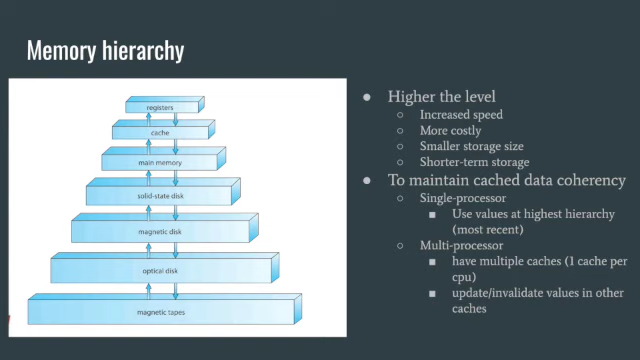 Memory hierarchy
registers
cache
main memory
solid-state disk
magnetic disk
optical disk
magnetic tapes
● Higher the level
○ Increased speed
○ More costly
○ Smaller storage size
○ Shorter-term storage
● To maintain cached data coherency
○ Single-processor
■ Use values at highest hierarchy
(most recent)
○ Multi-processor
■ have multiple caches (1 cache per
cpu)
■ update/invalidate values in other
caches